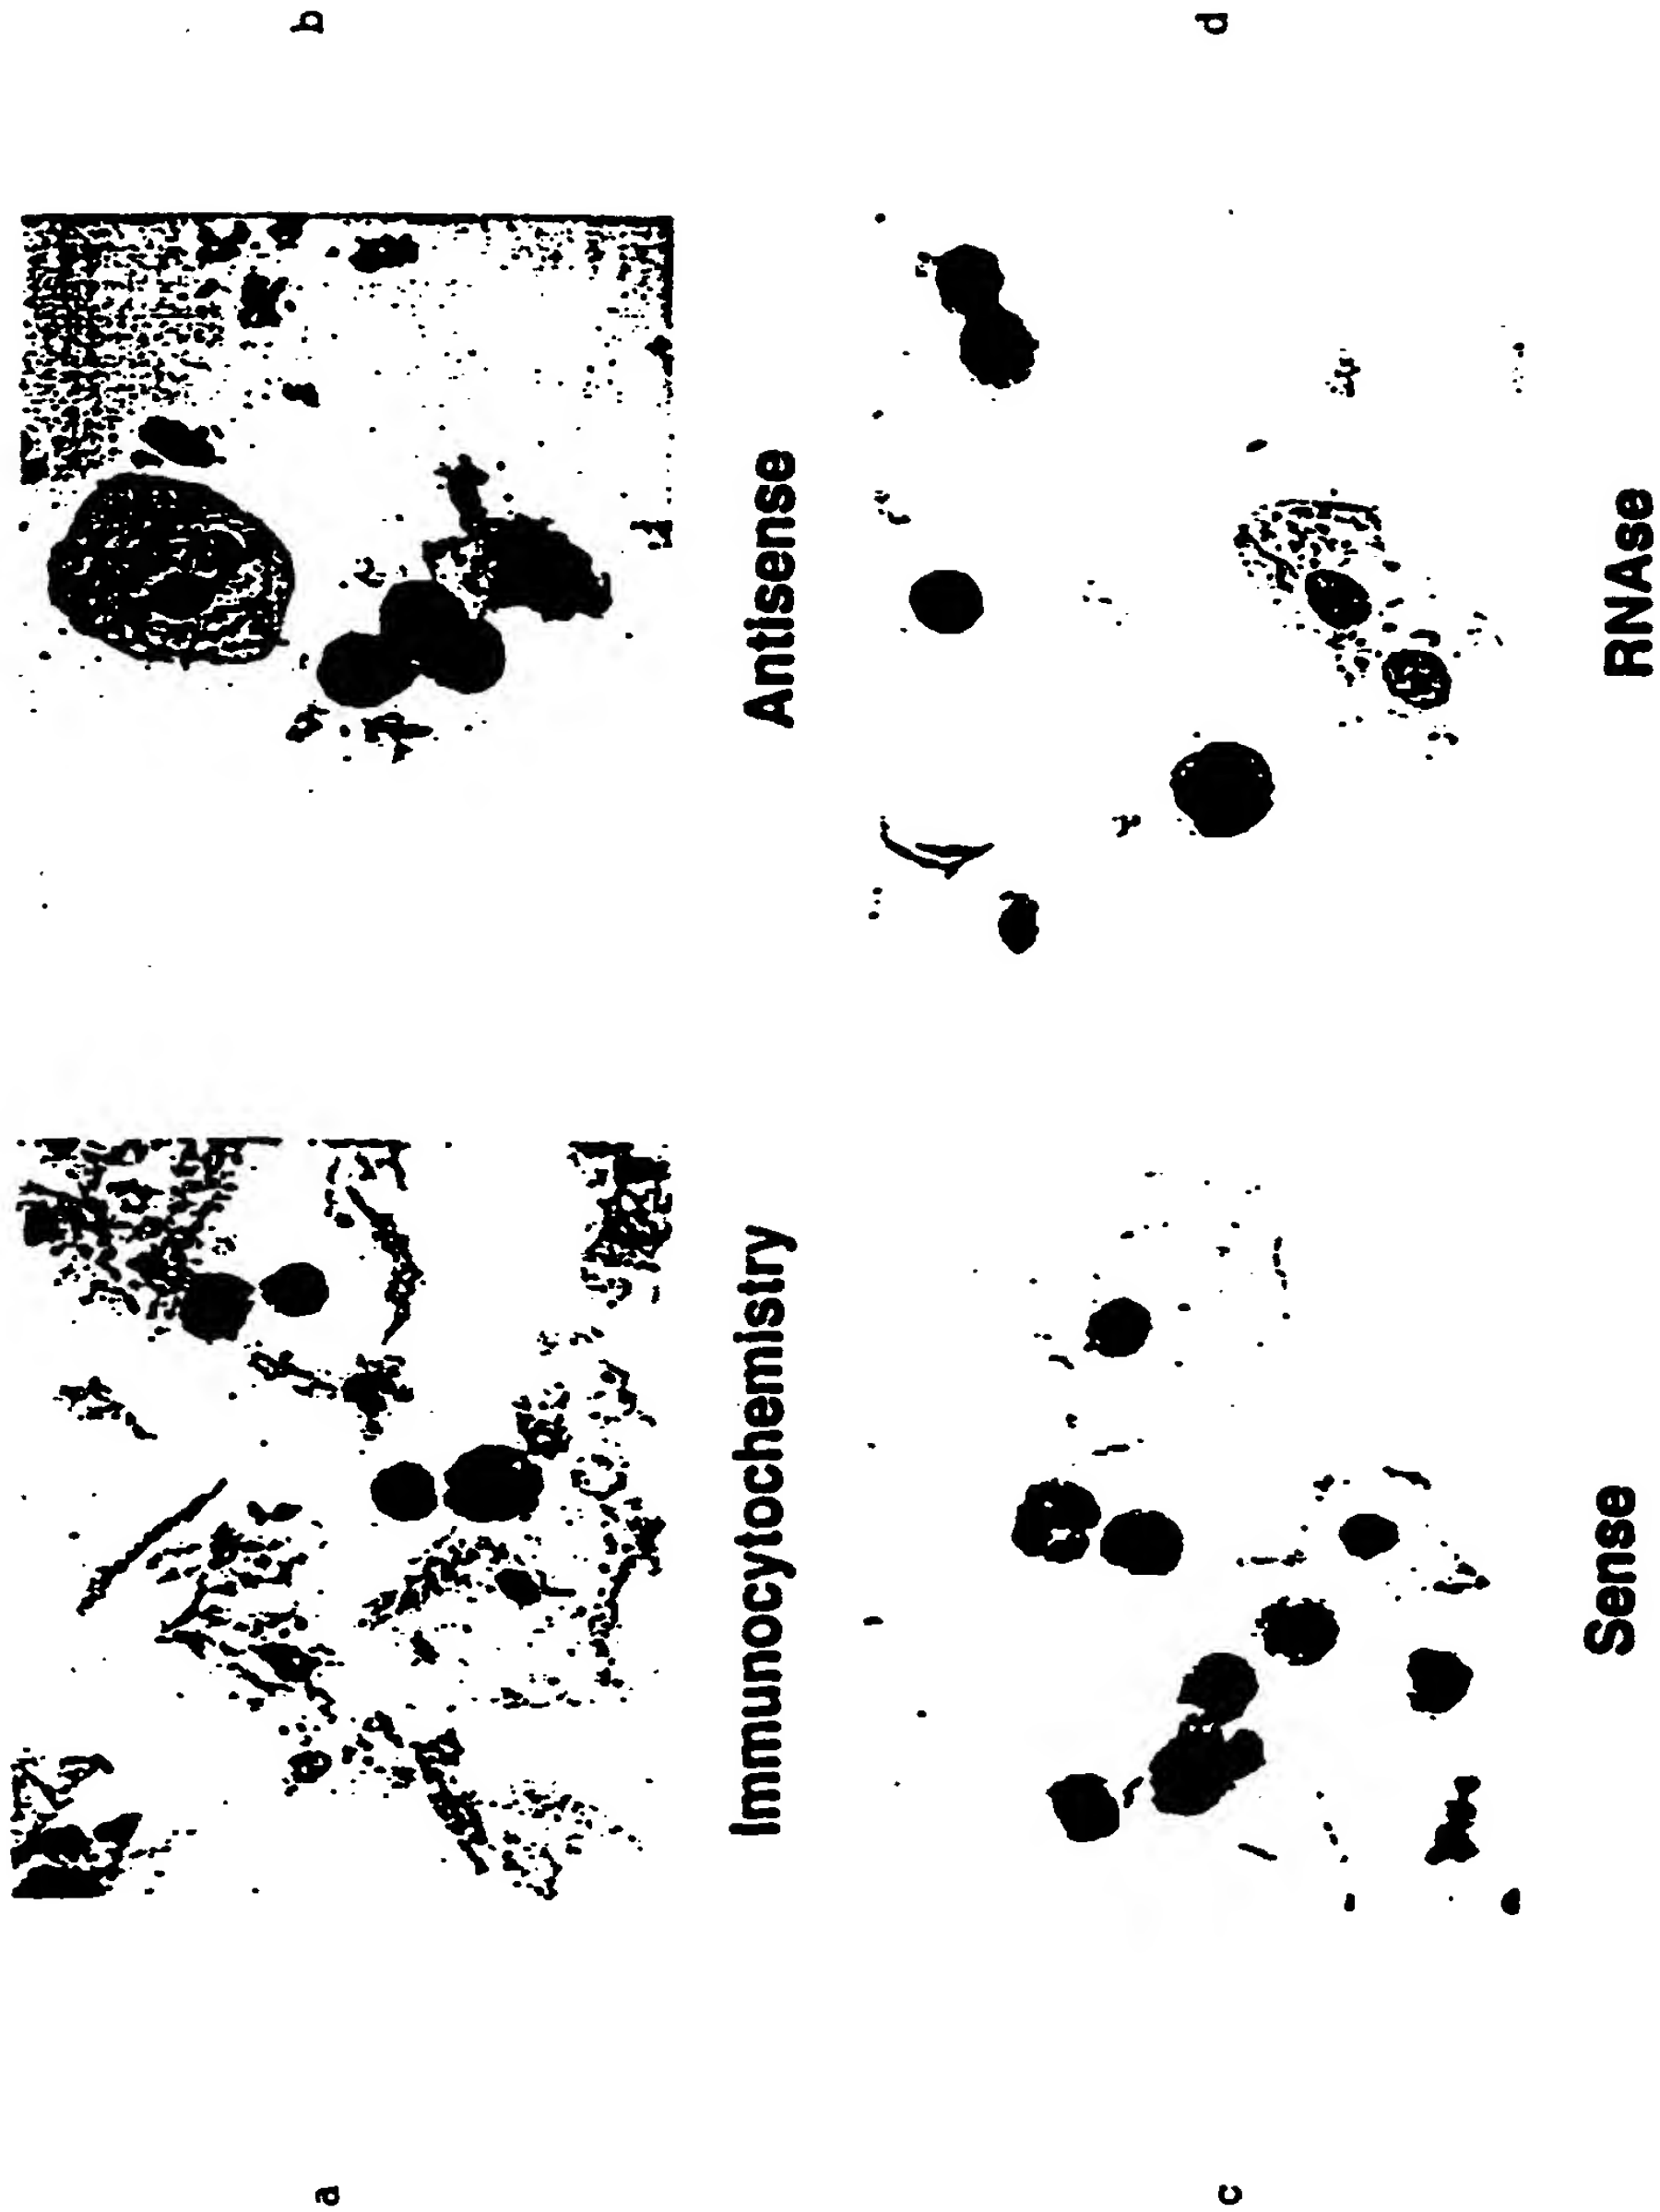 a
b
Immunocytochemistry
Antisense
c
d
Sense
RNAse